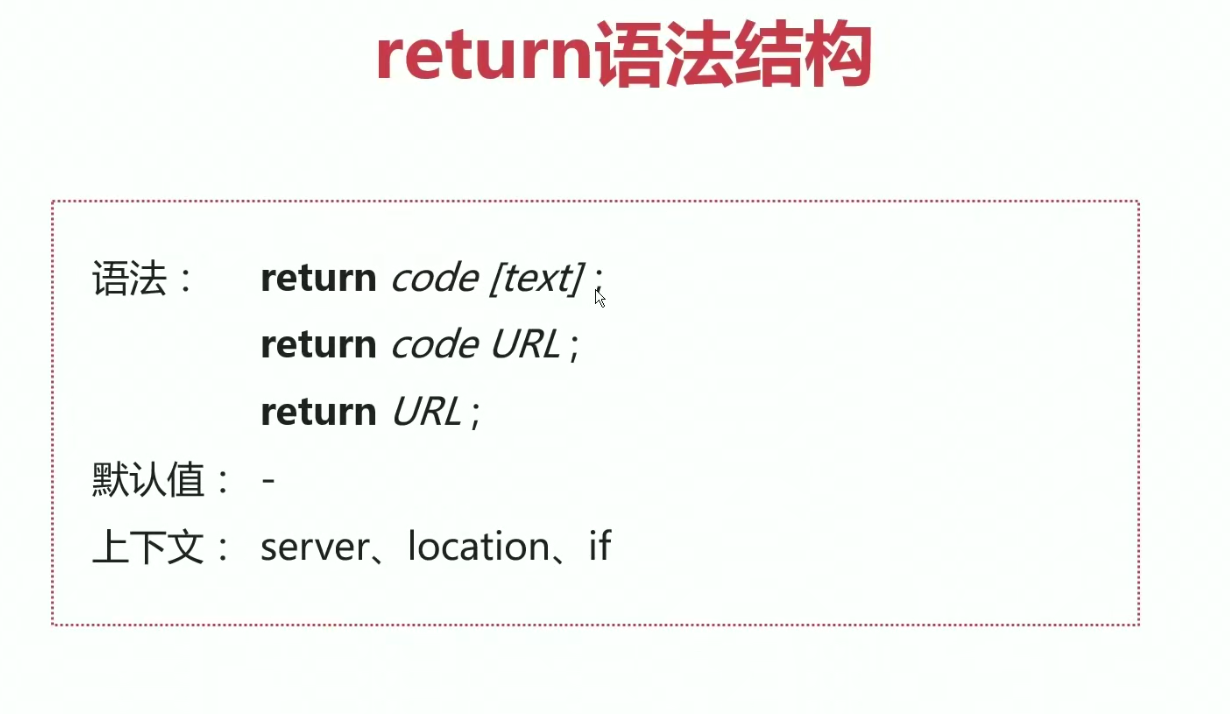 return语法结构
语法： return code [text] ;
return code URL ;
return URL ;
默认值： -
上下文： server、location、if